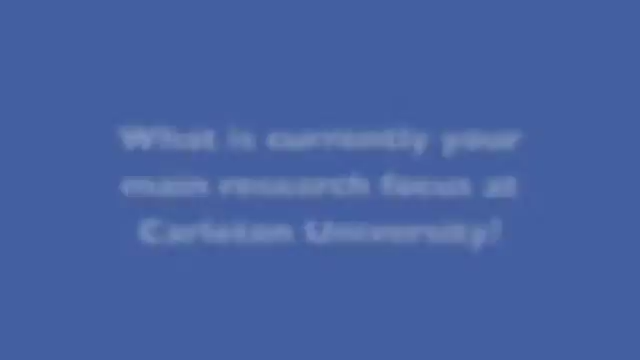 What is currently your
main research focus at
Carleton University?